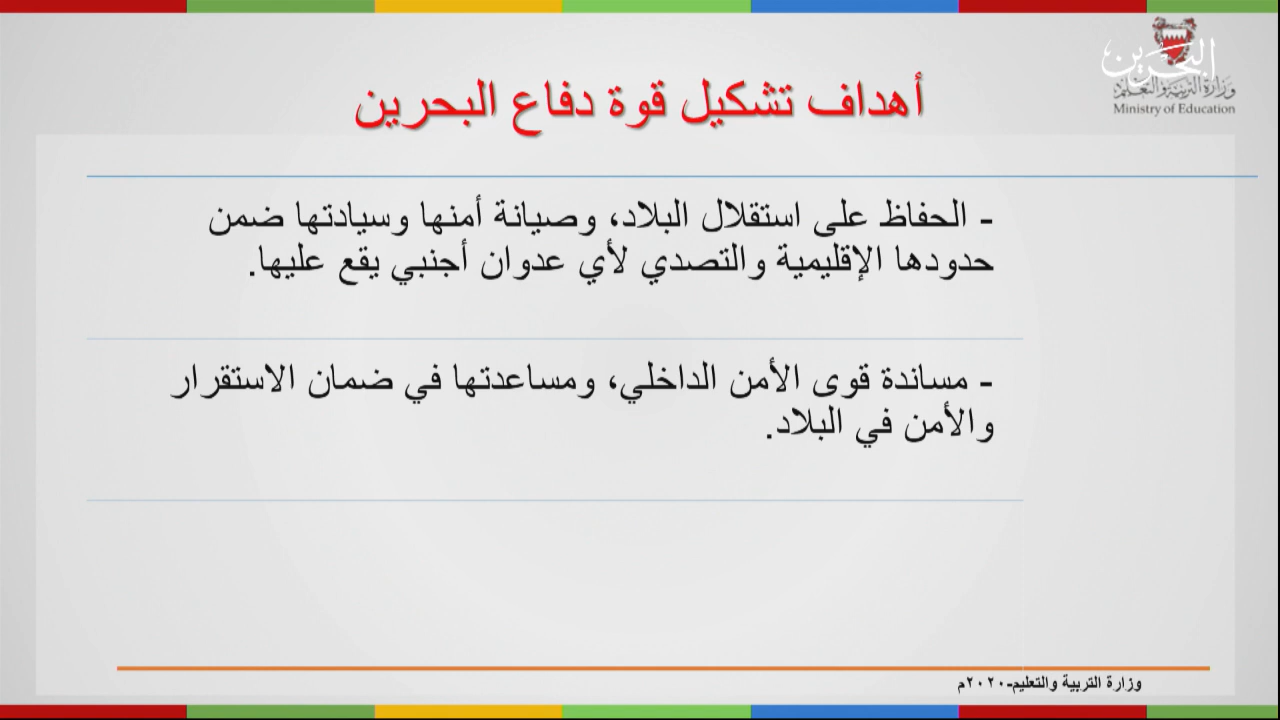 البحرين
وزارة التربية والتعليم
Ministry of Education
أهداف تشكيل قوة دفاع البحرين
- الحفاظ على استقلال البلاد، وصيانة أمنها وسيادتها ضمن
حدودها الإقليمية والتصدي لأي عدوان أجنبي يقع عليها.
- مساندة قوى الأمن الداخلي، ومساعدتها في ضمان الاستقرار
والأمن في البلاد.
وزارة التربية والتعليم-٢٠٢٠م